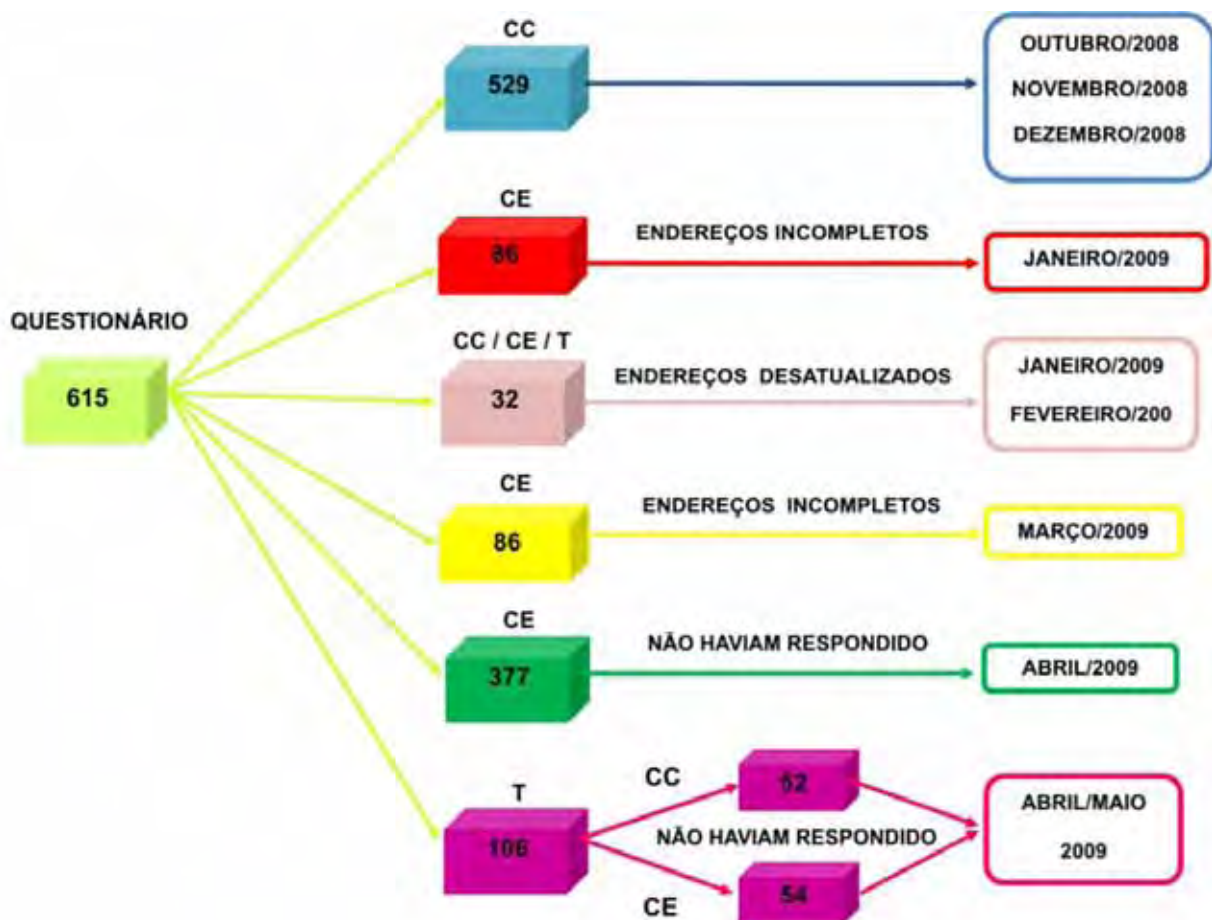 CC
529
OUTUBRO/2008
NOVEMBRO/2008
DEZEMBRO/2008
CE
86
ENDEREÇOS INCOMPLETOS
JANEIRO/2009
QUESTIONÁRIO
615
CC / CE / T
32
ENDEREÇOS DESATUALIZADOS
JANEIRO/2009
FEVEREIRO/200
CE
86
ENDEREÇOS INCOMPLETOS
MARÇO/2009
CE
377
NÃO HAVIAM RESPONDIDO
ABRIL/2009
T
106
CC
52
NÃO HAVIAM RESPONDIDO
CE
54
ABRIL/MAIO
2009